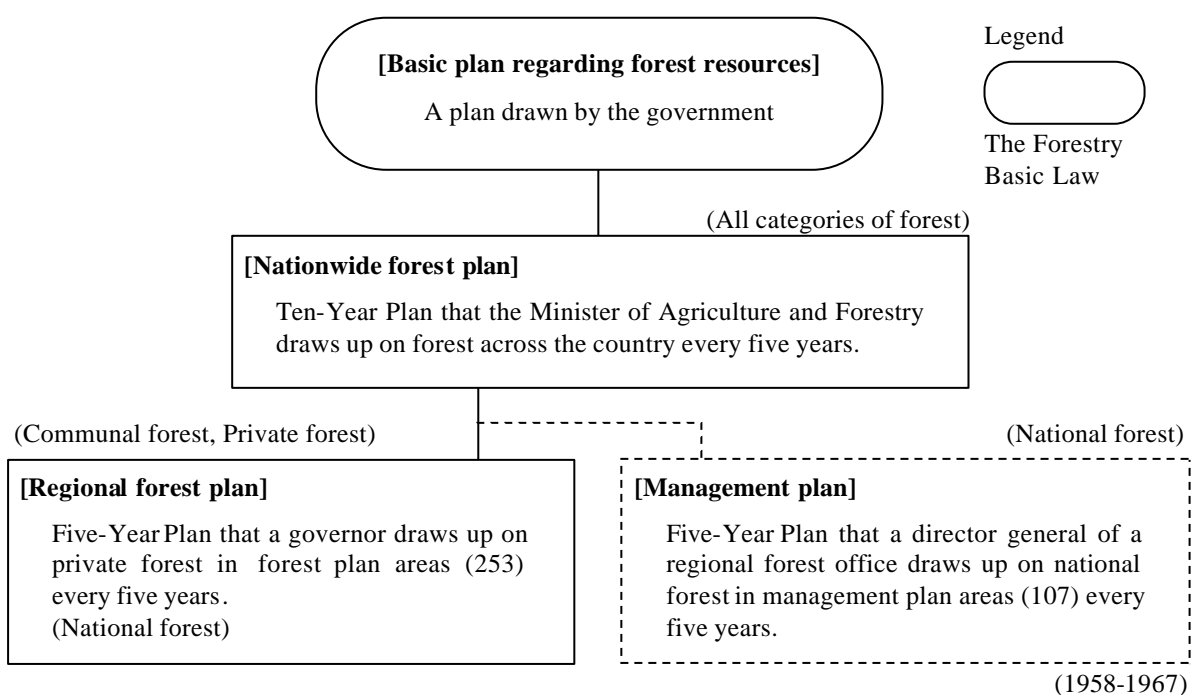 [Basic plan regarding forest resources]
A plan drawn by the government
Legend
The Forestry
Basic Law
(All categories of forest)
[Nationwide forest plan]
Ten-Year Plan that the Minister of Agriculture and Forestry
draws up on forest across the country every five years.
(Communal forest, Private forest)
[Regional forest plan]
Five-Year Plan that a governor draws up on
private forest in forest plan areas (253)
every five years.
(National forest)
(National forest)
[Management plan]
Five-Year Plan that a director general of a
regional forest office draws up on national
forest in management plan areas (107) every
five years.
(1958-1967)